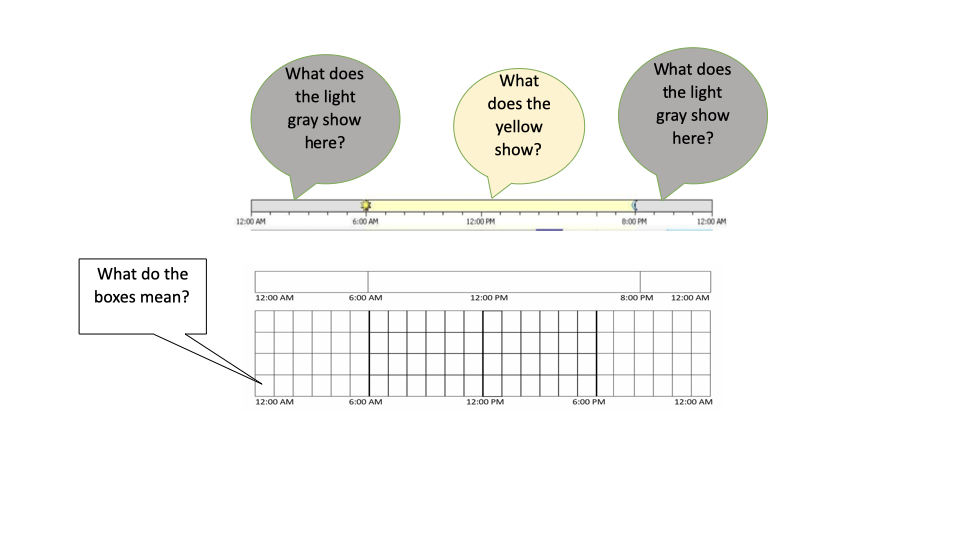 What does
the light
gray show
here?
What
does the
yellow
show?
What does
the light
gray show
here?
12:00 AM 6:00 AM 12:00 PM 8:00 PM 12:00 AM
What do the
boxes mean?
12:00 AM 6:00 AM 12:00 PM 8:00 PM 12:00 AM
12:00 AM 6:00 AM 12:00 PM 6:00 PM 12:00 AM